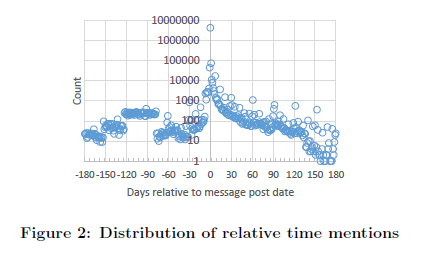 10000000
1000000
100000
10000
1000
100
10
1
Count
-180 -150 -120 -90 -60 -30 0 30 60 90 120 150 180
Days relative to message post date
Figure 2: Distribution of relative time mentions